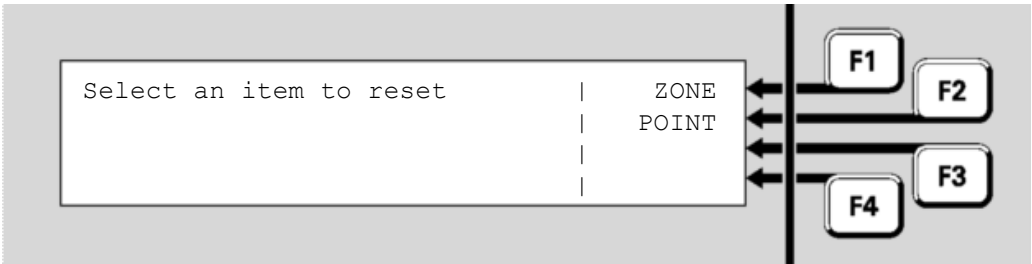 Select an item to reset | ZONE
| POINT
|
|
F1
F2
F3
F4